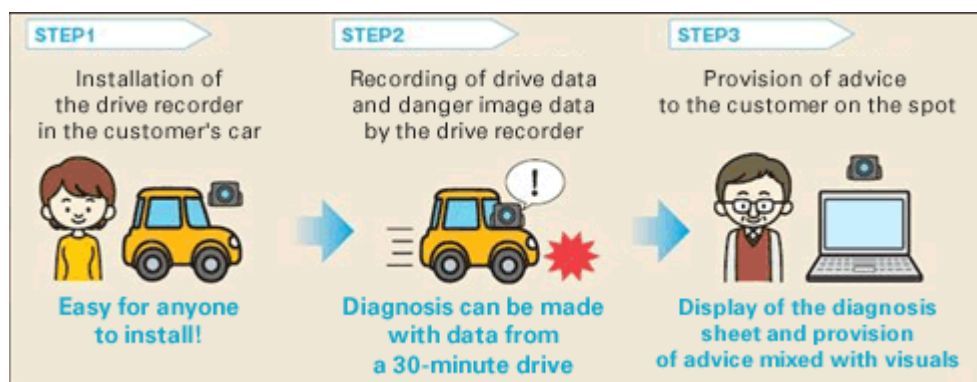 STEP1
Installation of
the drive recorder
in the customer's car
Easy for anyone
to install!
STEP2
Recording of drive data
and danger image data
by the drive recorder
!
Diagnosis can be made
with data from
a 30-minute drive
STEP3
Provision of advice
to the customer on the spot
Display of the diagnosis
sheet and provision
of advice mixed with visuals